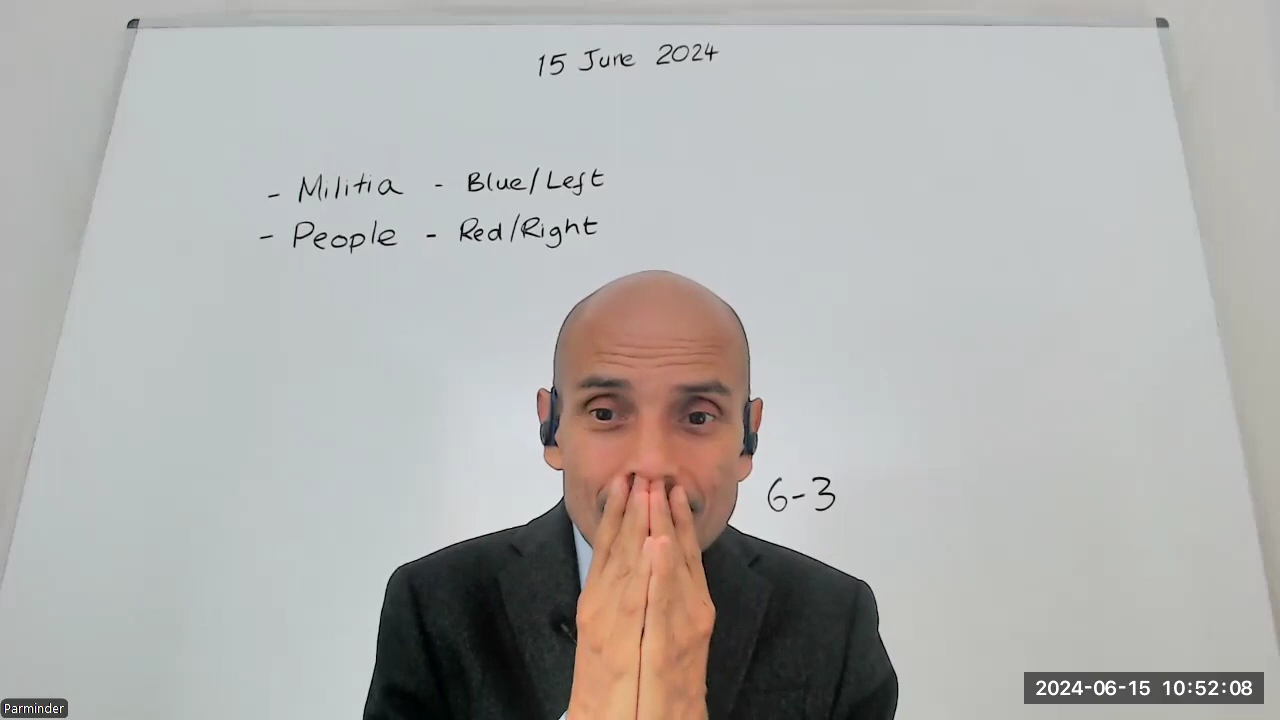 15 June 2024
- Militia - Blue/Left
- People - Red/Right
6-3
Parminder
2024-06-15 10:52:08